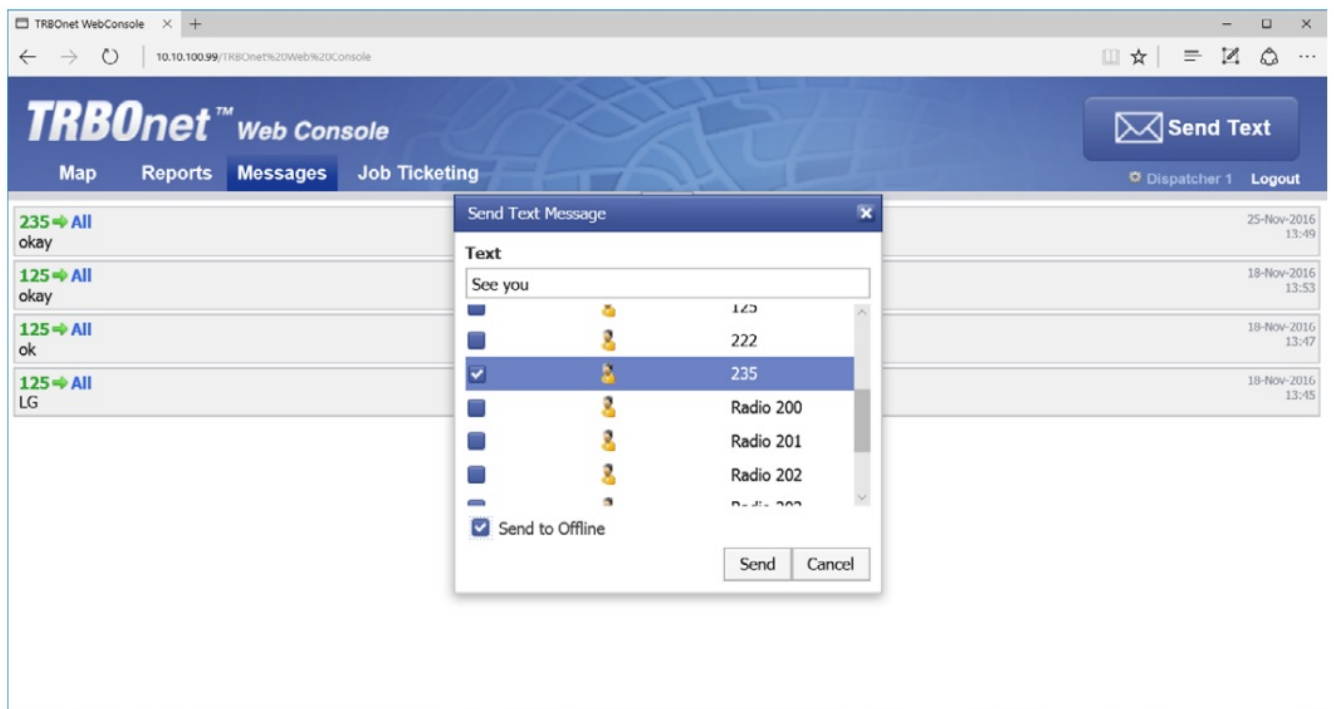 TRBOnet WebConsole
10.10.100.99/TRBOnet%20Web%20Console
TRBOnet™ Web Console
Send Text
Map Reports Messages Job Ticketing
Dispatcher 1 Logout
235 All
okay
25-Nov-2016
13:49
125 All
okay
18-Nov-2016
13:53
125 All
ok
18-Nov-2016
13:47
125 All
LG
18-Nov-2016
13:45
Send Text Message
Text
See you
125
222
235
Radio 200
Radio 201
Radio 202
Send to Offline
Send Cancel